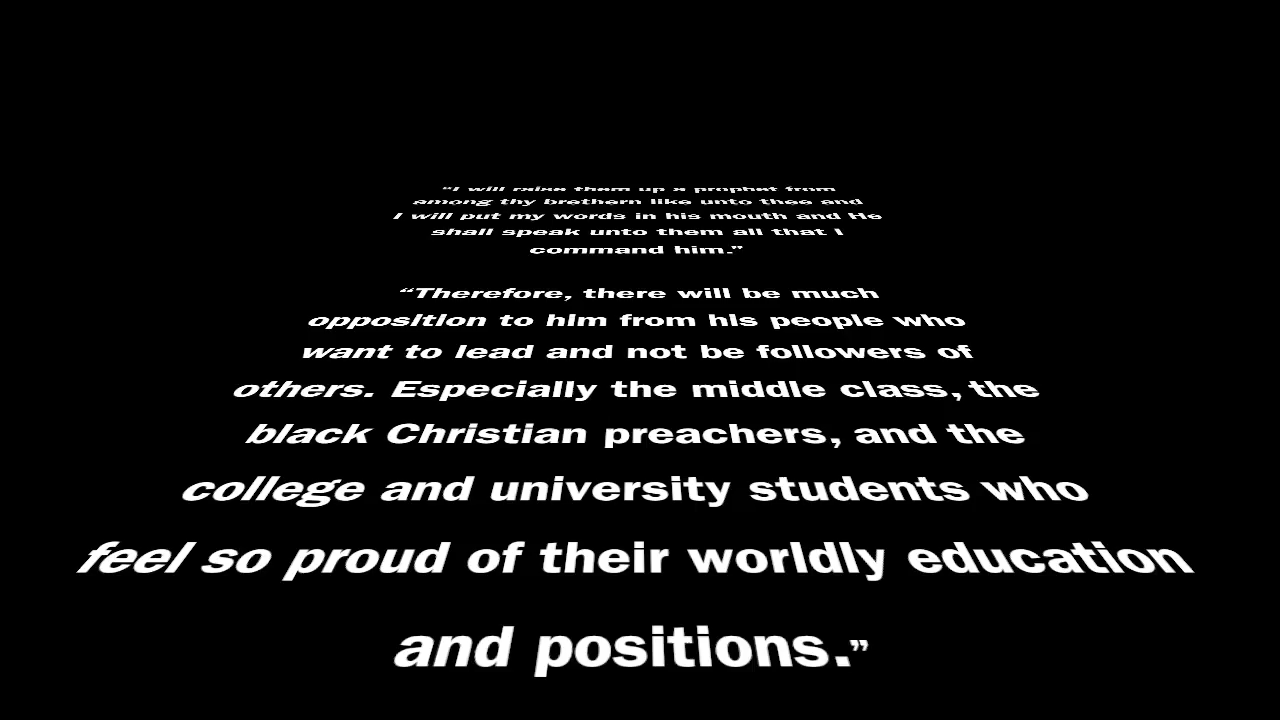 “I will raise them up a prophet from
among thy brethern like unto thee and
I will put my words in his mouth and He
shall speak unto them all that I
command him.”
“Therefore, there will be much
opposition to him from his people who
want to lead and not be followers of
others. Especially the middle class, the
black Christian preachers, and the
college and university students who
feel so proud of their worldly education
and positions.”